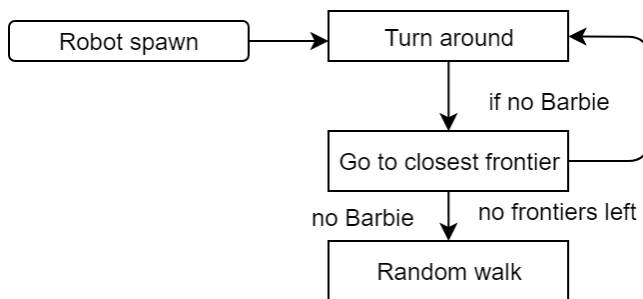 Robot spawn
Turn around
if no Barbie
Go to closest frontier
no Barbie
no frontiers left
Random walk